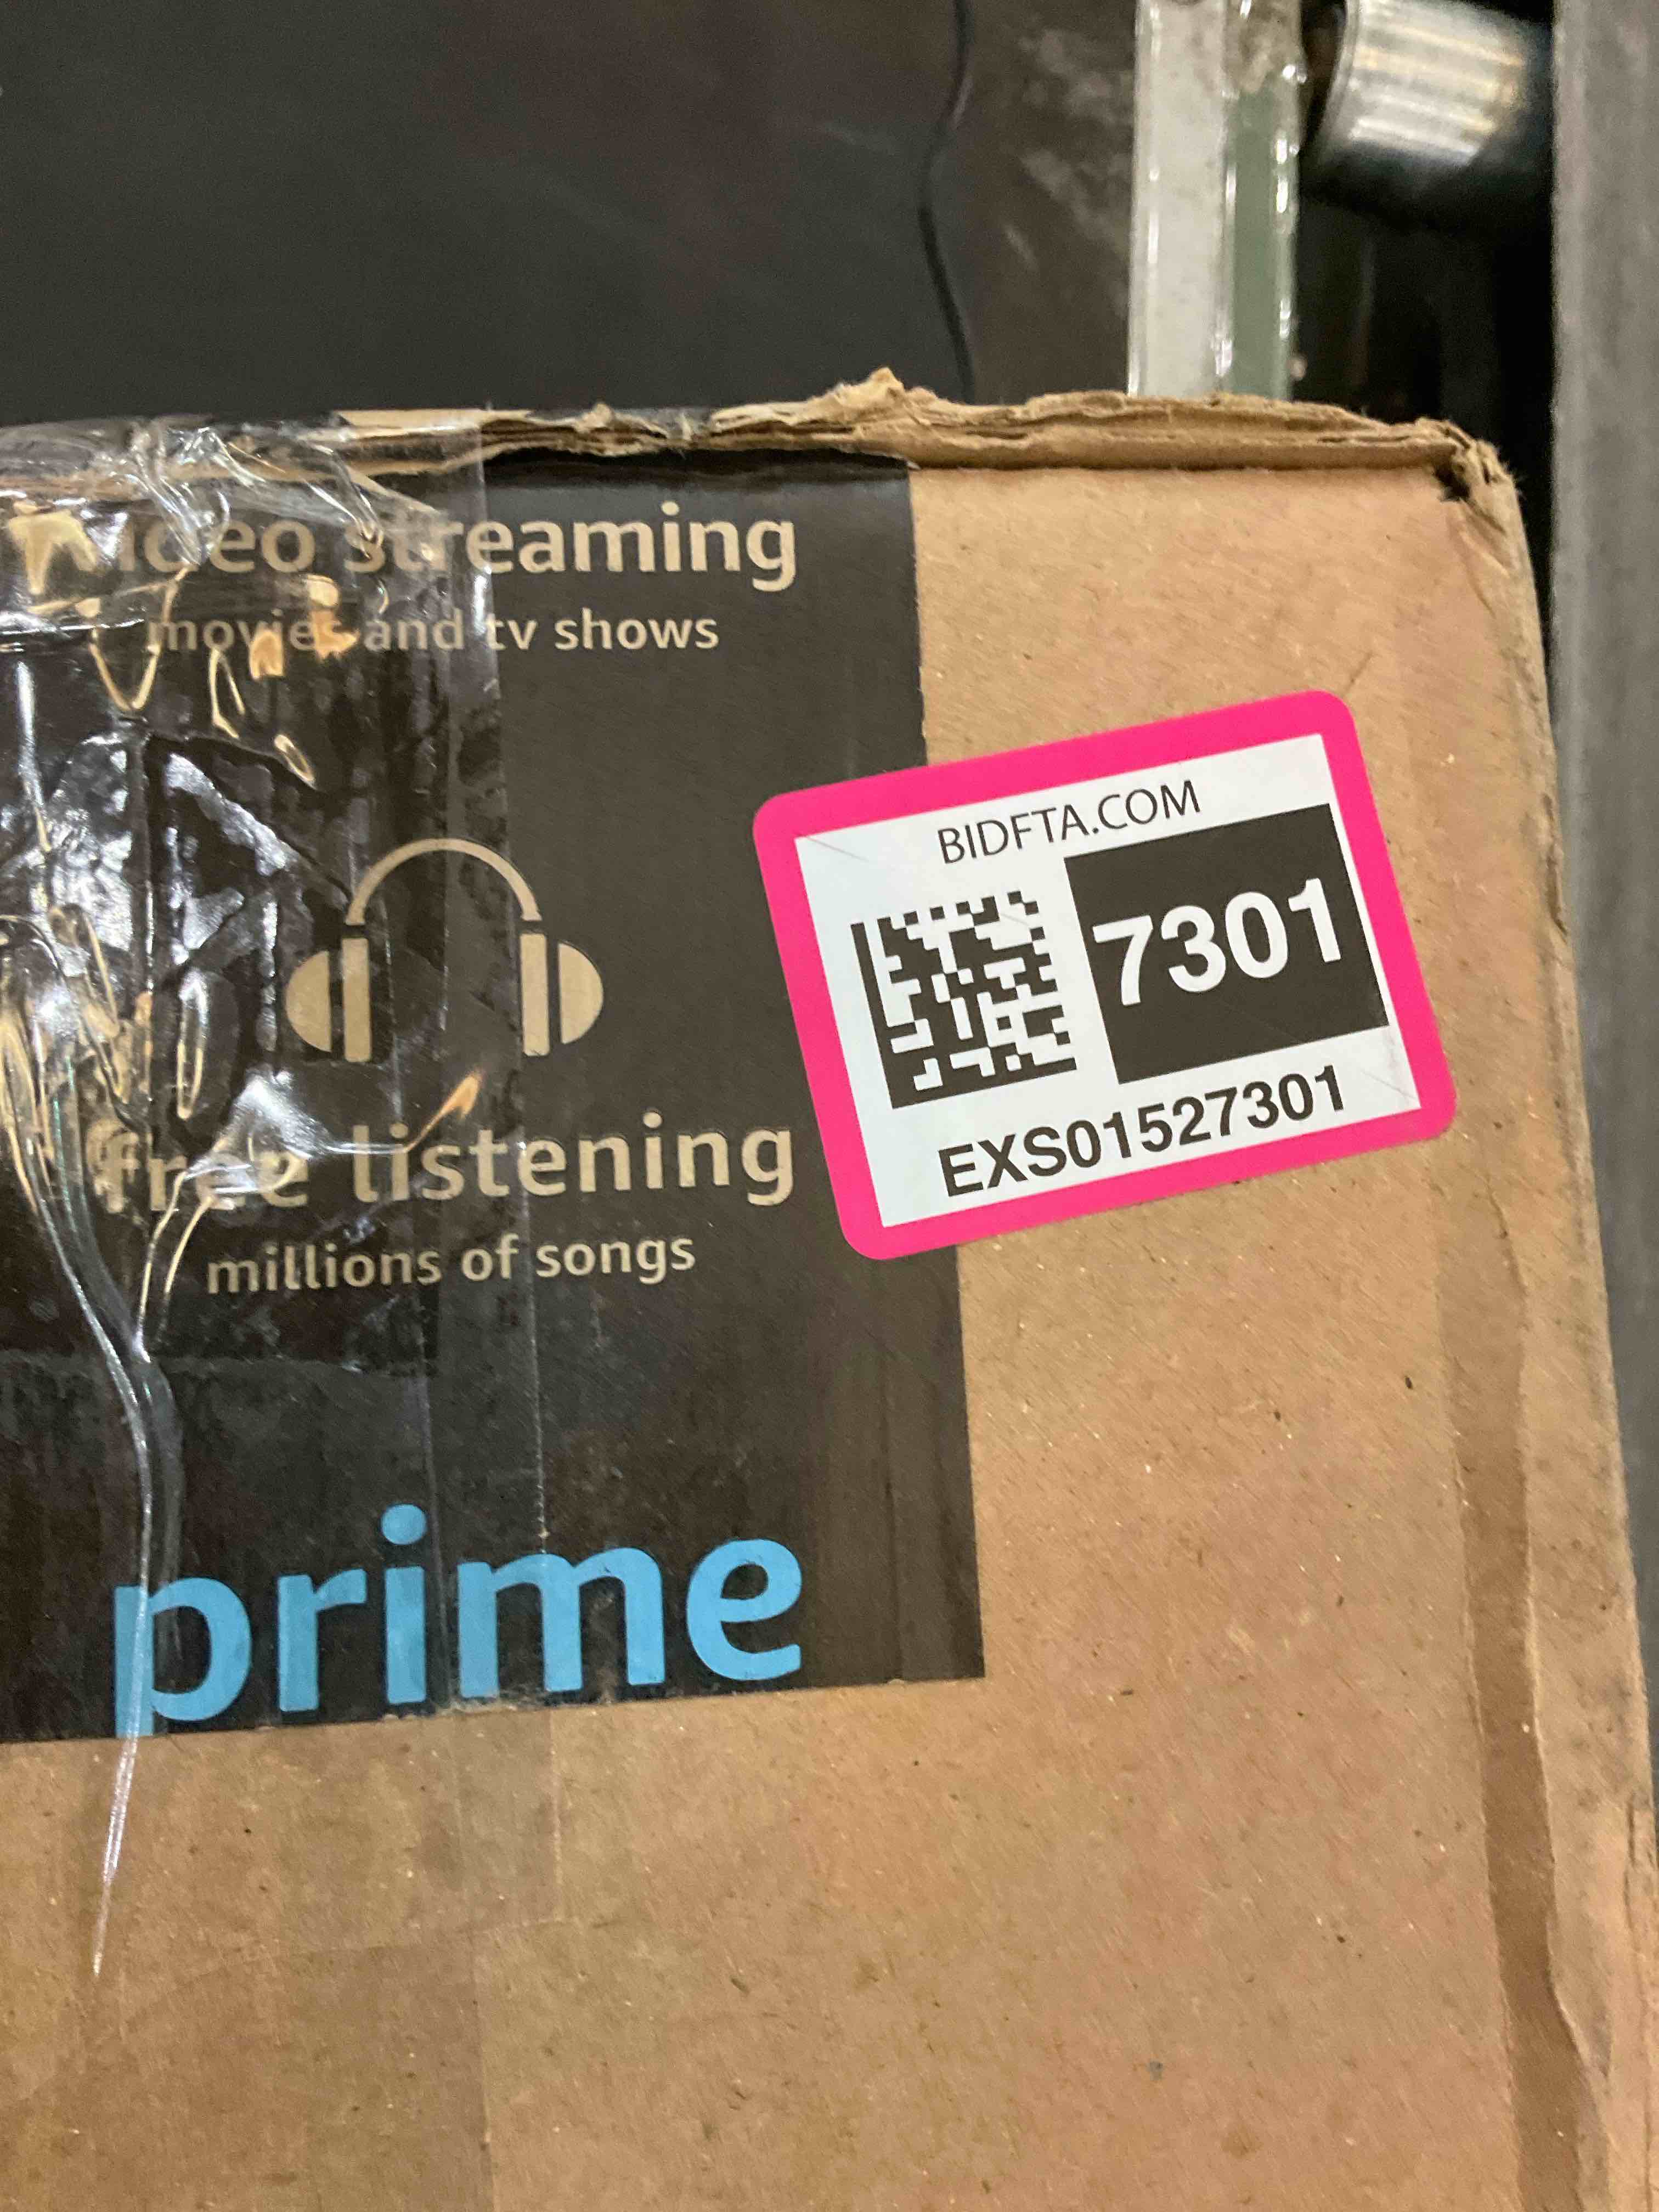 video streaming
movies and tv shows
BIDFTA.COM
7301
EXS01527301
free listening
millions of songs
prime